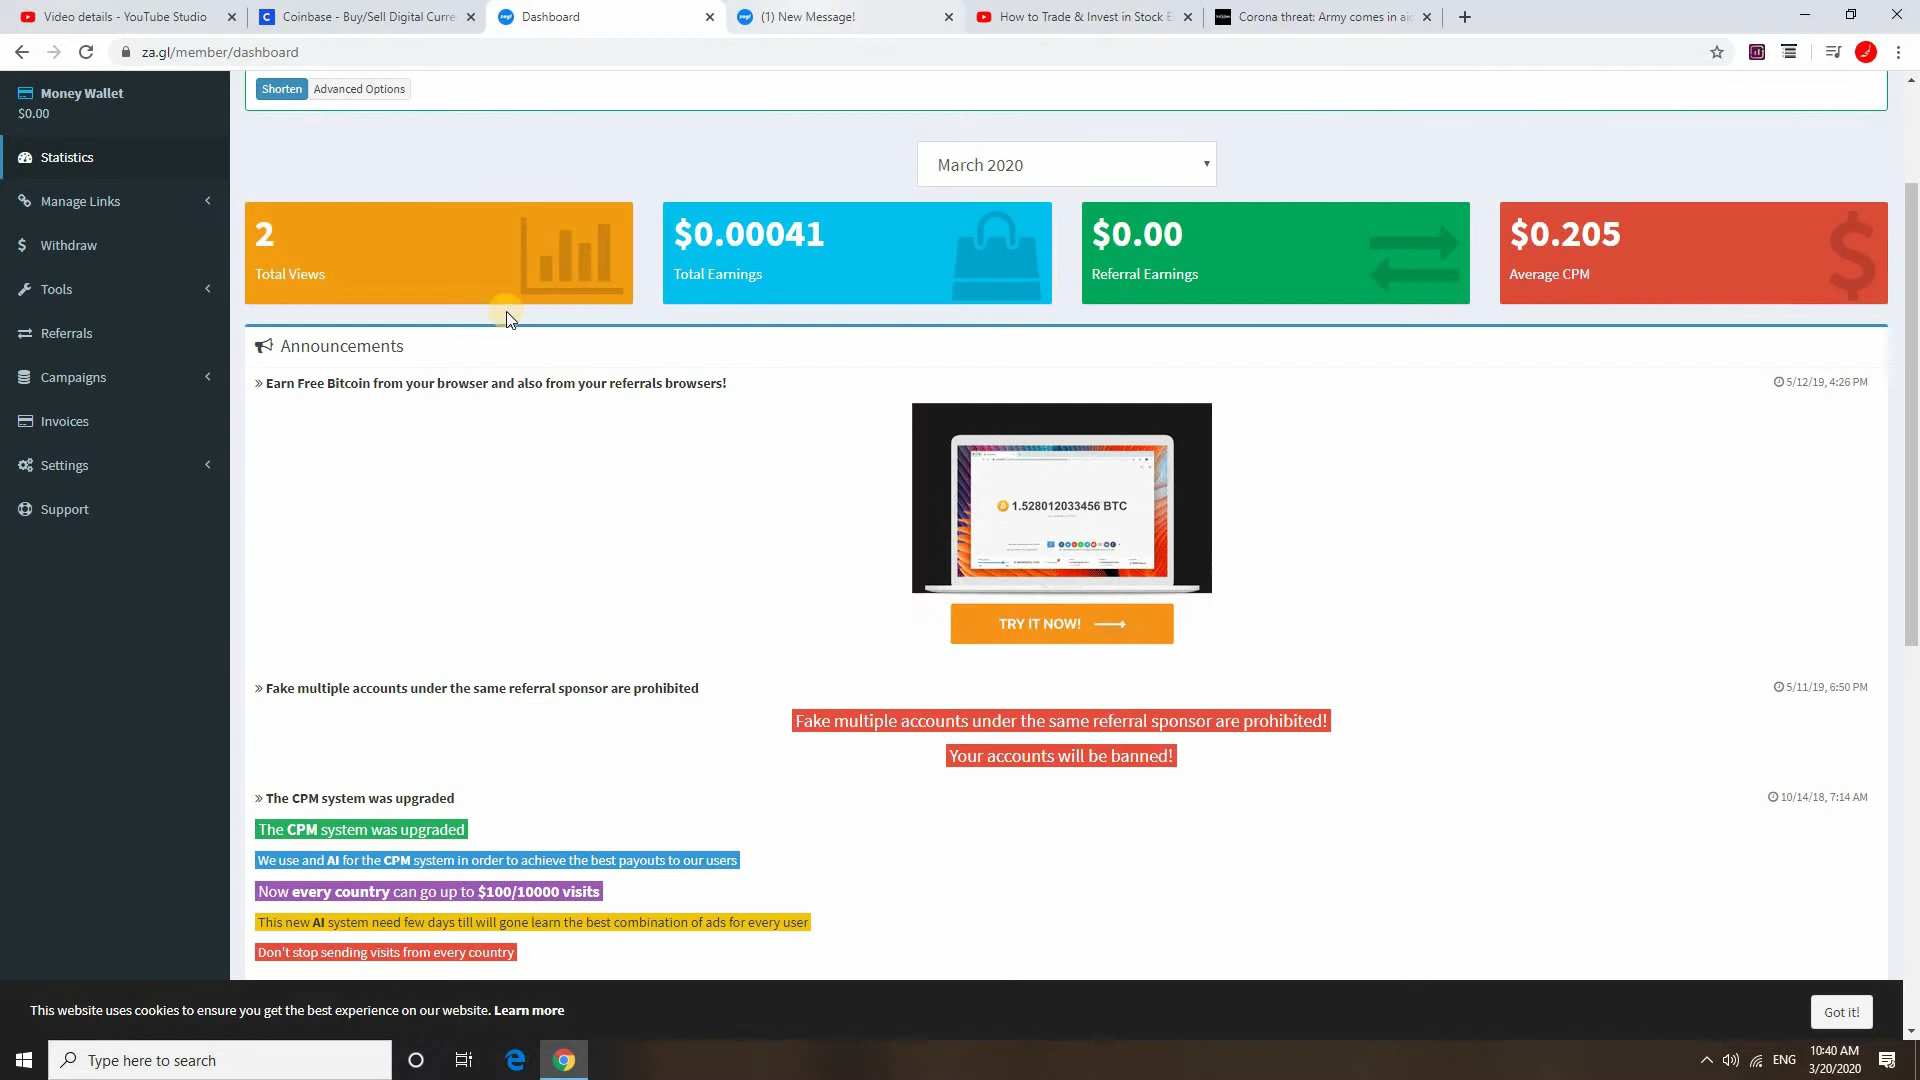 Video details - YouTube Studio
Coinbase - Buy/Sell Digital Curre
Dashboard
(1) New Message!
How to Trade & Invest in Stock E
Corona threat: Army comes in aid
za.gl/member/dashboard
Money Wallet
$0.00
Shorten
Advanced Options
Statistics
Manage Links
Withdraw
Tools
Referrals
Campaigns
Invoices
Settings
Support
March 2020
2
Total Views
$0.00041
Total Earnings
$0.00
Referral Earnings
$0.205
Average CPM
Announcements
» Earn Free Bitcoin from your browser and also from your referrals browsers!
5/12/19, 4:26 PM
1.528012033456 BTC
TRY IT NOW!
» Fake multiple accounts under the same referral sponsor are prohibited
5/11/19, 6:50 PM
Fake multiple accounts under the same referral sponsor are prohibited!
Your accounts will be banned!
» The CPM system was upgraded
10/14/18, 7:14 AM
The CPM system was upgraded
We use and AI for the CPM system in order to achieve the best payouts to our users
Now every country can go up to $100/10000 visits
This new AI system need few days till will gone learn the best combination of ads for every user
Don't stop sending visits from every country
This website uses cookies to ensure you get the best experience on our website. Learn more
Got it!
Type here to search
ENG
10:40 AM
3/20/2020